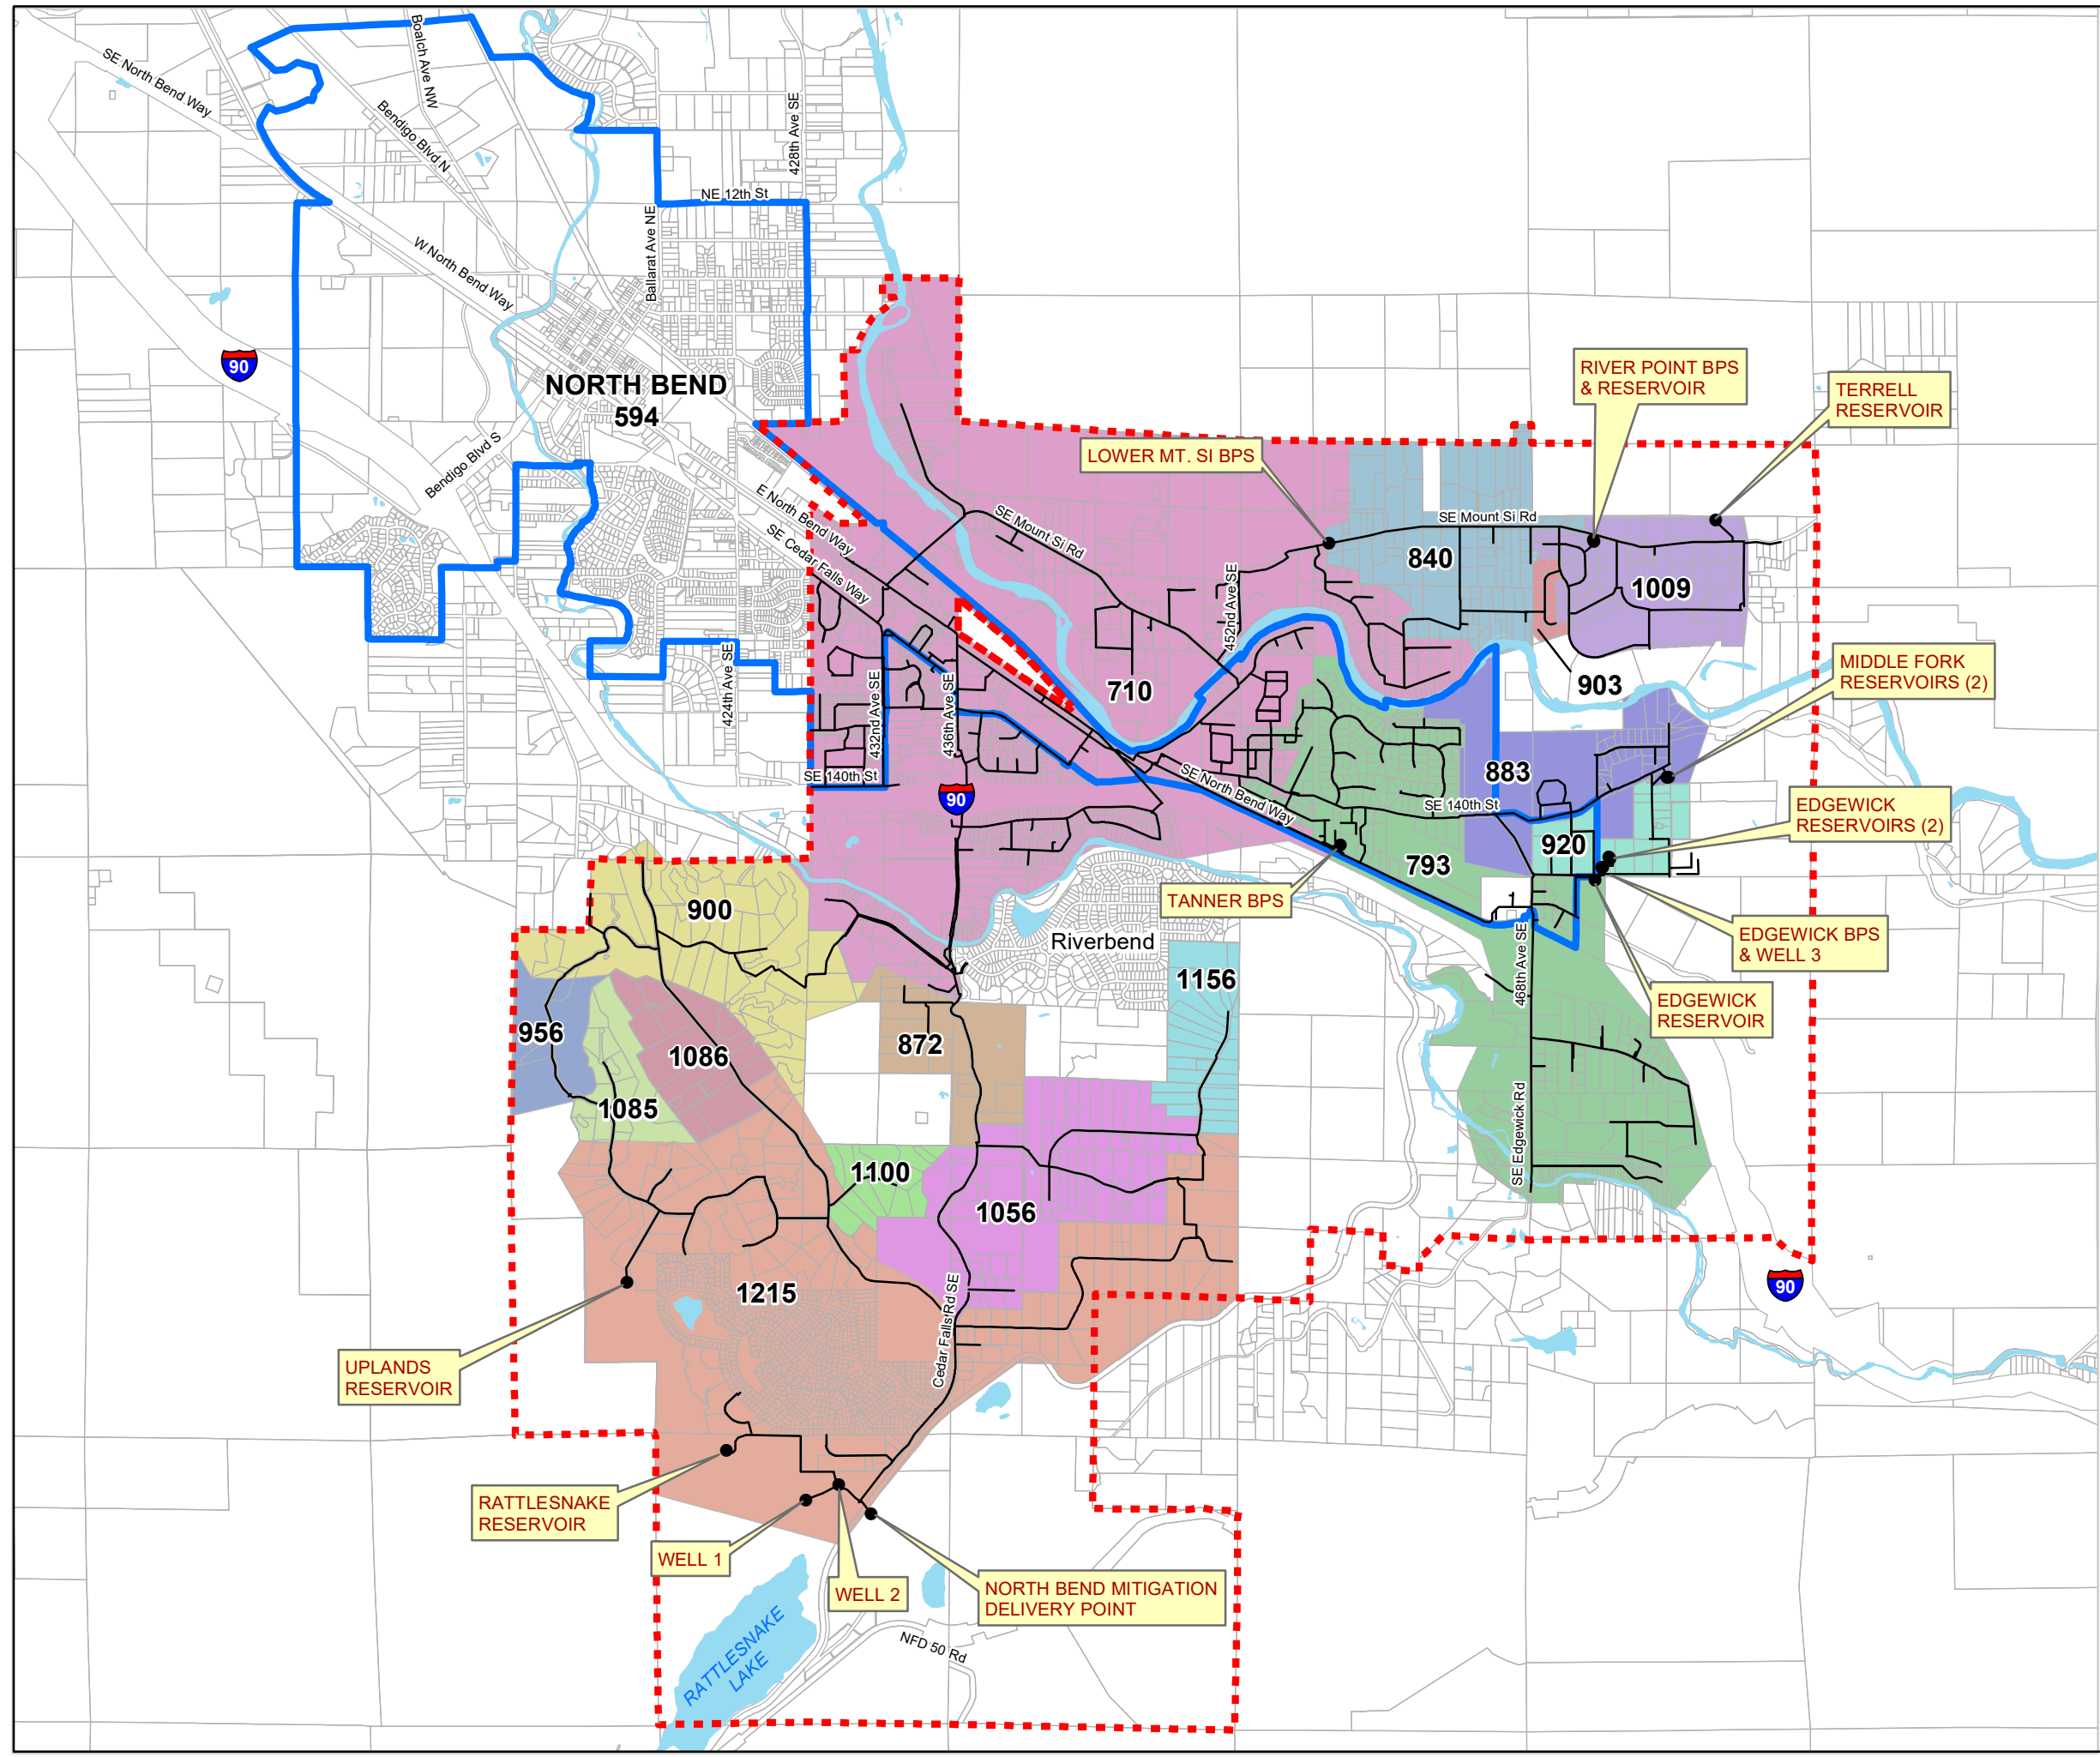 SE North Bend Way
Boalch Ave NW
Bendigo Blvd N
428th Ave SE
NE 12th St
Ballarat Ave NE
W North Bend Way
90
NORTH BEND
594
Bendigo Blvd S
RIVER POINT BPS
& RESERVOIR
TERRELL
RESERVOIR
LOWER MT. SI BPS
E North Bend Way
SE Cedar Falls Way
SE Mount Si Rd
SE Mount Si Rd
840
1009
452nd Ave SE
903
710
MIDDLE FORK
RESERVOIRS (2)
424th Ave SE
432nd Ave SE
436th Ave SE
SE 140th St
90
SE North Bend Way
SE 140th St
883
EDGEWICK
RESERVOIRS (2)
920
793
TANNER BPS
EDGEWICK BPS
& WELL 3
EDGEWICK
RESERVOIR
900
Riverbend
1156
468th Ave SE
956
1086
872
1085
SE Edgewick Rd
1100
1056
90
1215
Cedar Falls Rd SE
UPLANDS
RESERVOIR
RATTLESNAKE
RESERVOIR
WELL 1
WELL 2
NORTH BEND MITIGATION
DELIVERY POINT
RATTLESNAKE
LAKE
NFD 50 Rd